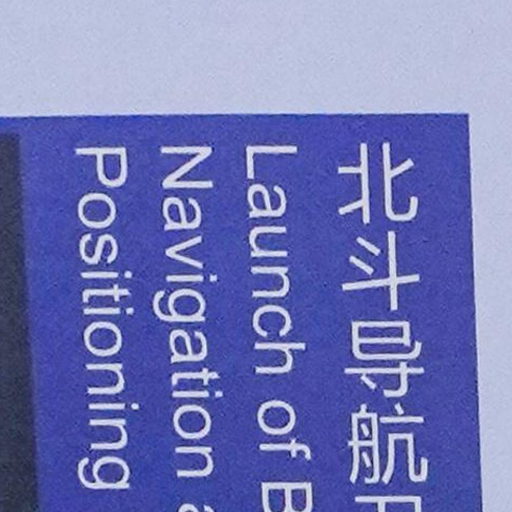 北斗导航
Launch of B
Navigation
Positioning